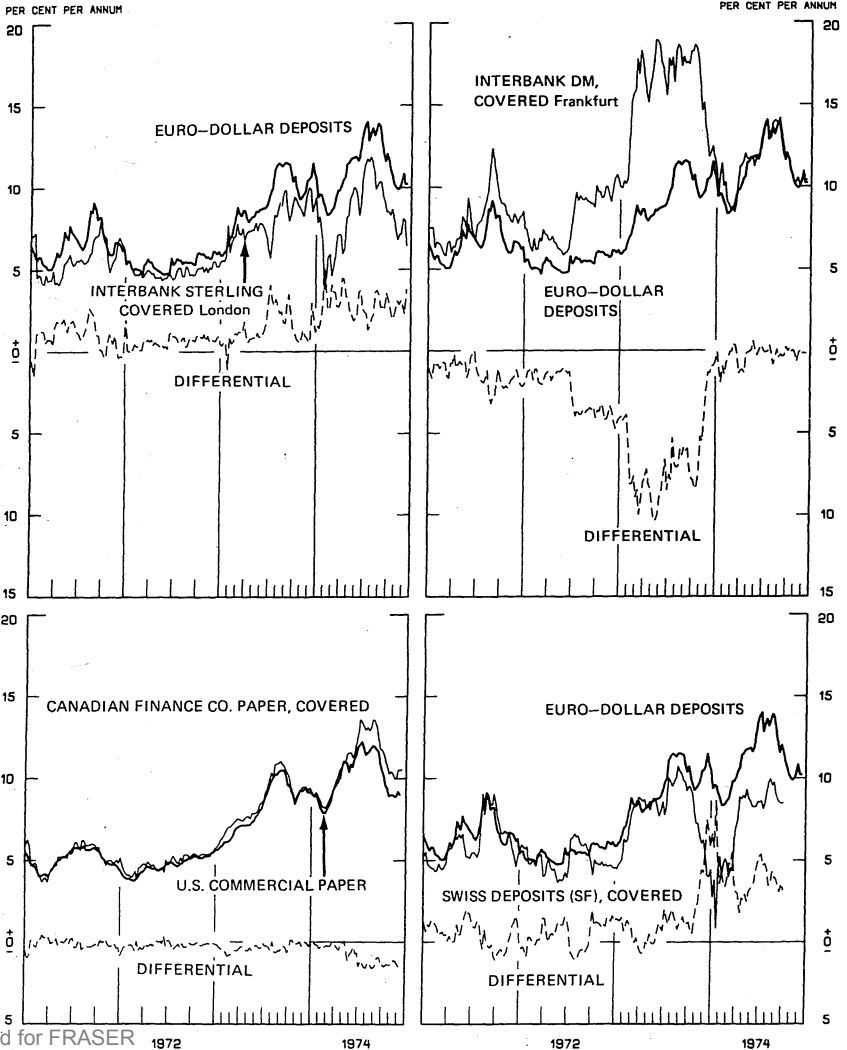 PER CENT PER ANNUM
PER CENT PER ANNUM
20
15
10
5
+
0
–
5
10
15
EURO–DOLLAR DEPOSITS
INTERBANK STERLING
COVERED London
DIFFERENTIAL
20
15
10
5
+
0
–
5
10
15
INTERBANK DM,
COVERED Frankfurt
EURO–DOLLAR
DEPOSITS
DIFFERENTIAL
20
15
10
5
+
0
–
5
CANADIAN FINANCE CO. PAPER, COVERED
U.S. COMMERCIAL PAPER
DIFFERENTIAL
1972
1974
20
15
10
5
+
0
–
5
EURO–DOLLAR DEPOSITS
SWISS DEPOSITS (SF), COVERED
DIFFERENTIAL
1972
1974
d for FRASER